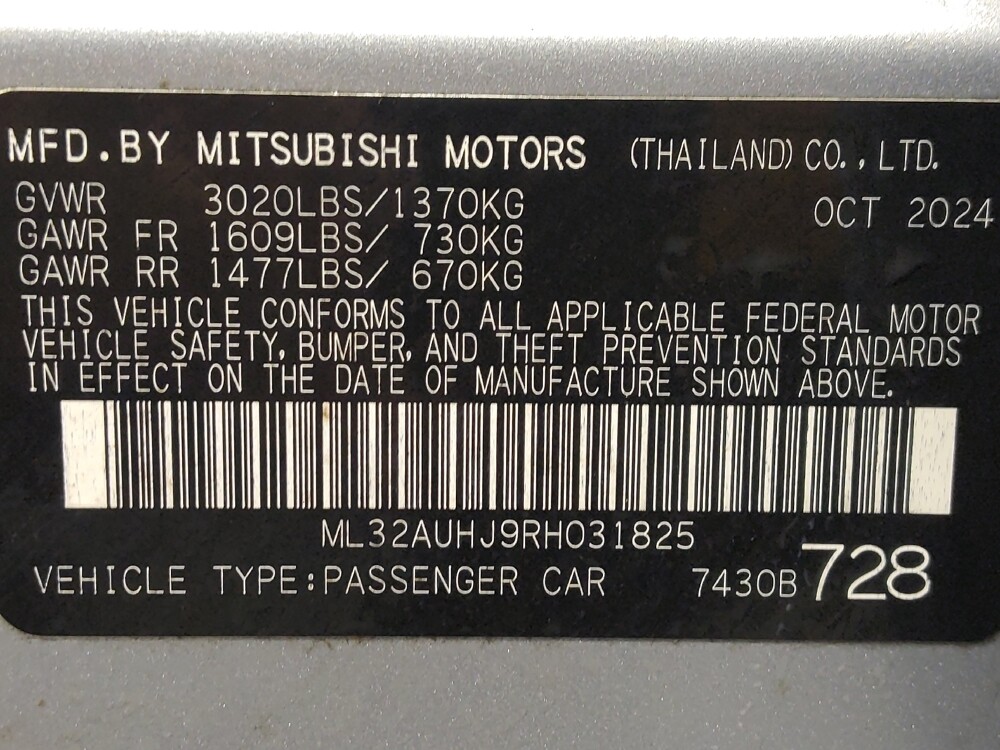 MFD.BY MITSUBISHI MOTORS (THAILAND) CO.,LTD.
GVWR 3020LBS/1370KG OCT 2024
GAWR FR 1609LBS/ 730KG
GAWR RR 1477LBS/ 670KG
THIS VEHICLE CONFORMS TO ALL APPLICABLE FEDERAL MOTOR
VEHICLE SAFETY, BUMPER, AND THEFT PREVENTION STANDARDS
IN EFFECT ON THE DATE OF MANUFACTURE SHOWN ABOVE.
ML32AUHJ9RH031825
VEHICLE TYPE:PASSENGER CAR 7430B 728